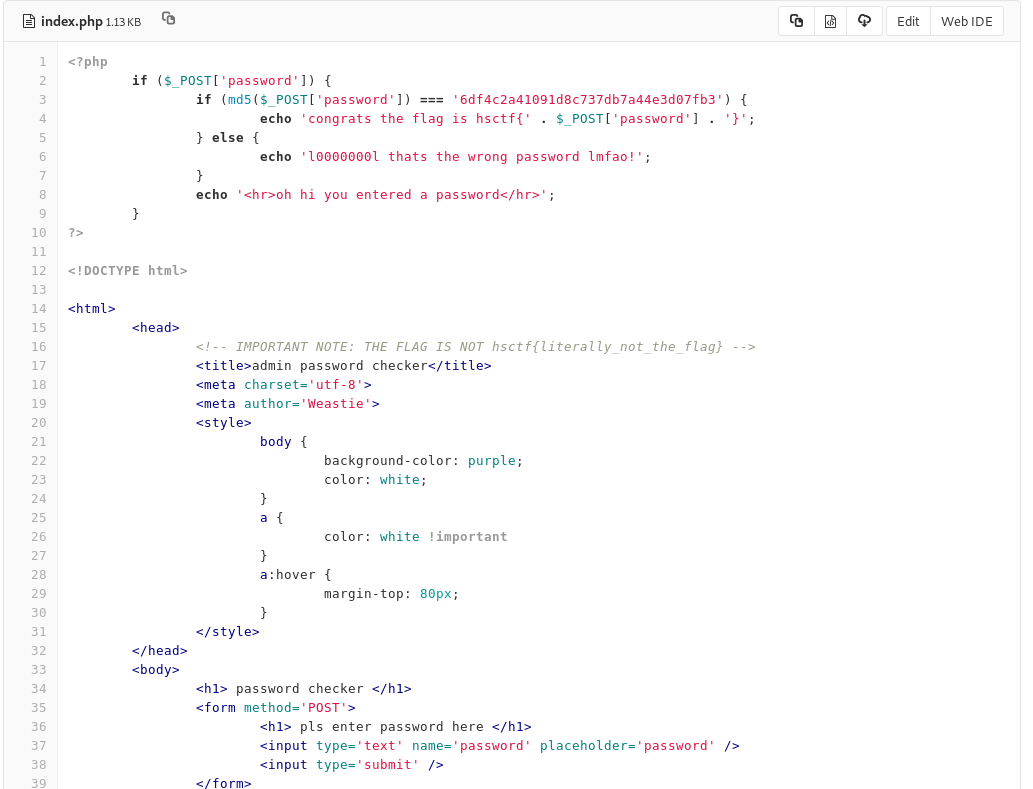 index.php 1.13 KB
Edit
Web IDE
1 <?php
2 if ($_POST['password']) {
3 if (md5($_POST['password']) === '6df4c2a41091d8c737db7a44e3d07fb3') {
4 echo 'congrats the flag is hsctf{' . $_POST['password'] . '}';
5 } else {
6 echo 'l0000000l thats the wrong password lmfao!';
7 }
8 echo '<hr>oh hi you entered a password</hr>';
9 }
10 ?>
11
12 <!DOCTYPE html>
13
14 <html>
15 <head>
16 <!-- IMPORTANT NOTE: THE FLAG IS NOT hsctf{literally_not_the_flag} -->
17 <title>admin password checker</title>
18 <meta charset='utf-8'>
19 <meta author='Weastie'>
20 <style>
21 body {
22 background-color: purple;
23 color: white;
24 }
25 a {
26 color: white !important
27 }
28 a:hover {
29 margin-top: 80px;
30 }
31 </style>
32 </head>
33 <body>
34 <h1> password checker </h1>
35 <form method='POST'>
36 <h1> pls enter password here </h1>
37 <input type='text' name='password' placeholder='password' />
38 <input type='submit' />
39 </form>